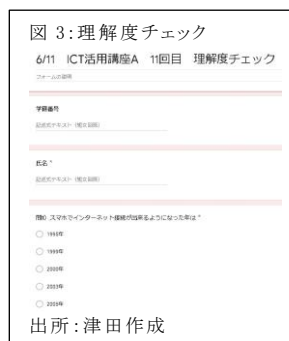 図 3:理解度チェック
6/11 ICT活用講座A 11回目 理解度チェック
フォームの説明
学籍番号
記述式テキスト（短文回答）
氏名 *
記述式テキスト（短文回答）
問1) スマホでインターネット接続が出来るようになった年は *
1995年
1999年
2000年
2003年
2005年
出所:津田作成